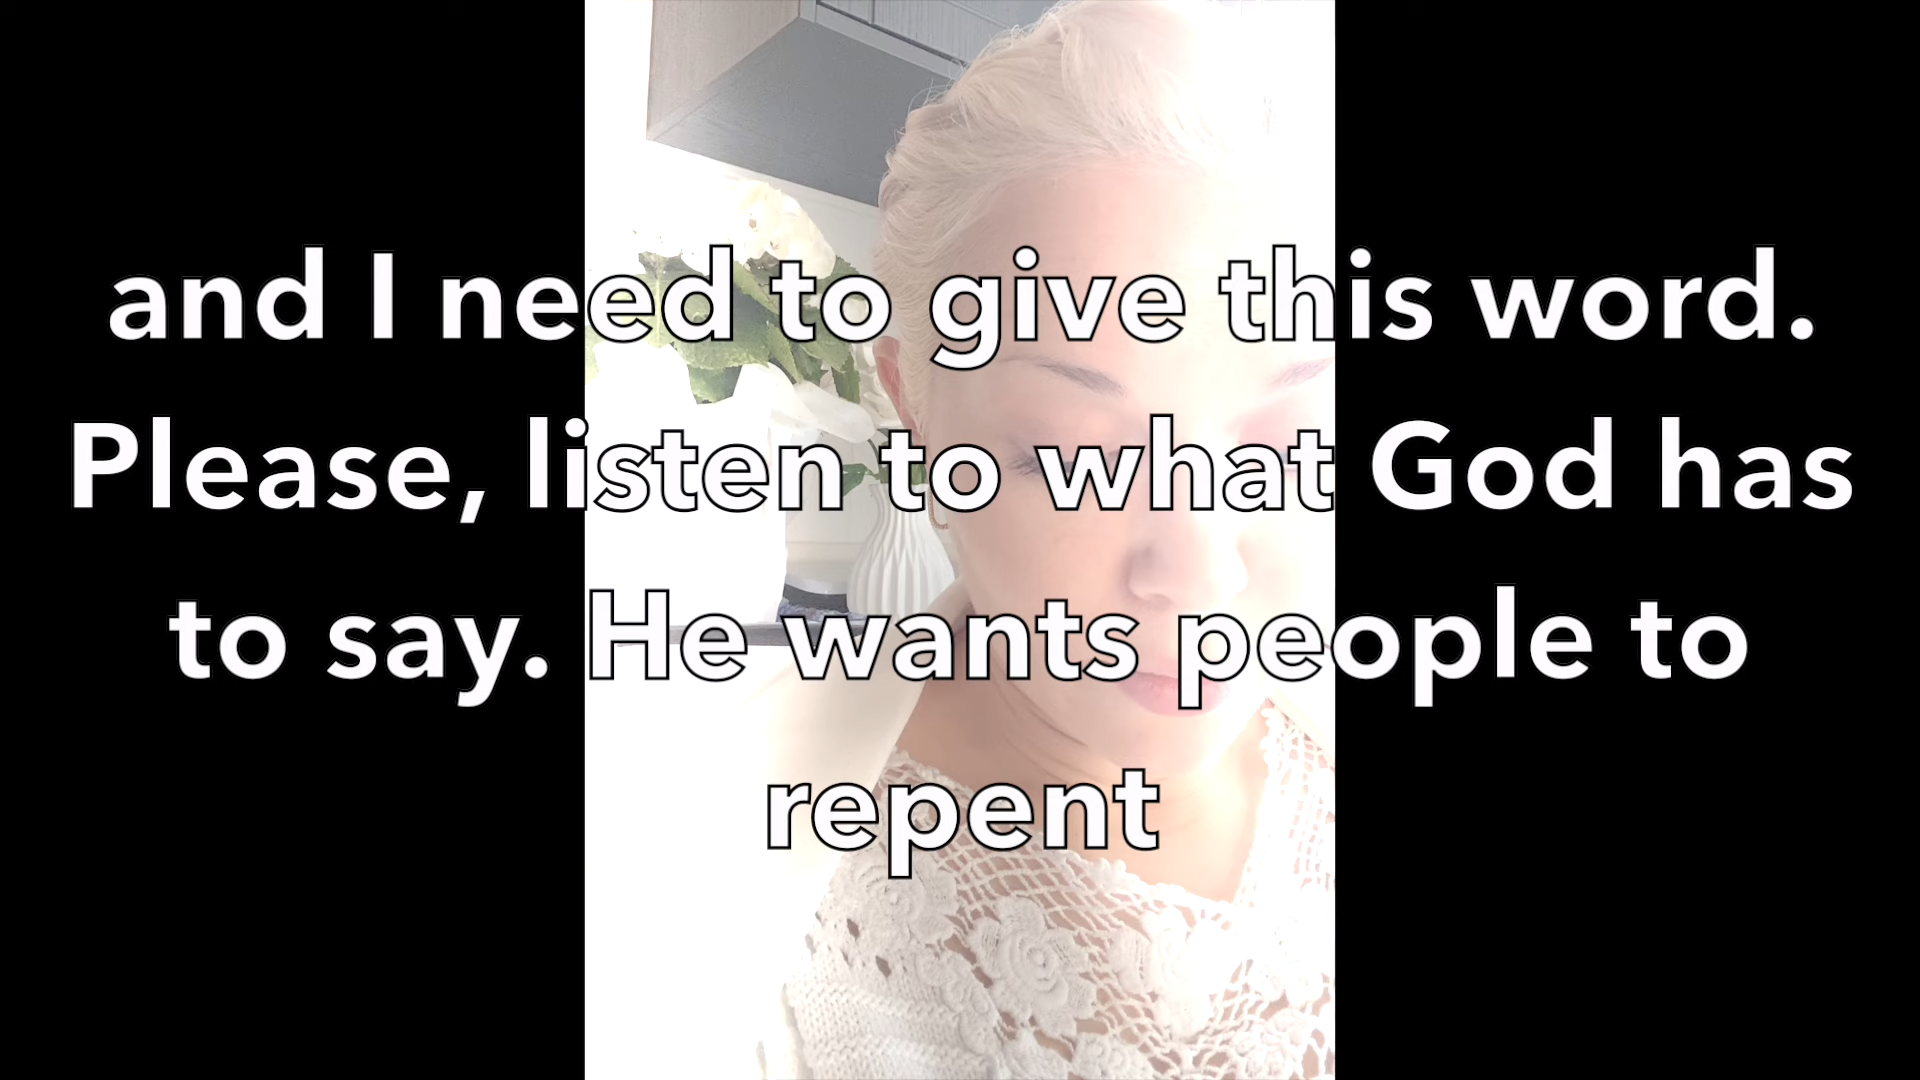 and I need to give this word.
Please, listen to what God has
to say. He wants people to
repent